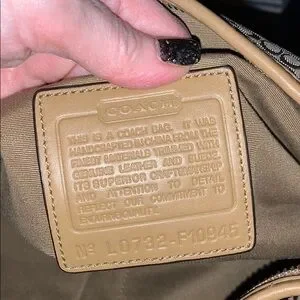 COACH
THIS IS A COACH BAG. IT WAS
HANDCRAFTED IN CHINA FROM THE
FINEST MATERIALS TRIMMED WITH
GENUINE LEATHER AND SUEDE.
ITS SUPERIOR CRAFTSMANSHIP
AND ATTENTION TO DETAIL
REFLECT OUR COMMITMENT TO
ENDURING QUALITY.
Nº L0732-F10945